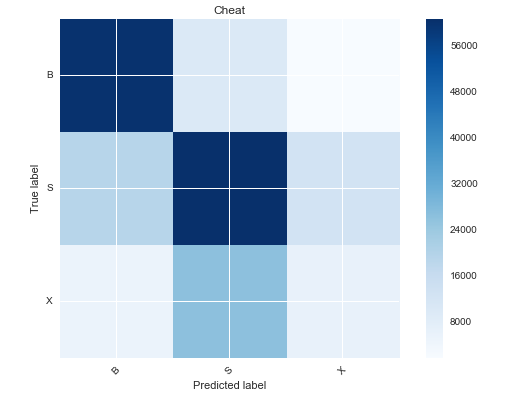 Cheat
B
S
X
True label
B
S
X
Predicted label
56000
48000
40000
32000
24000
16000
8000